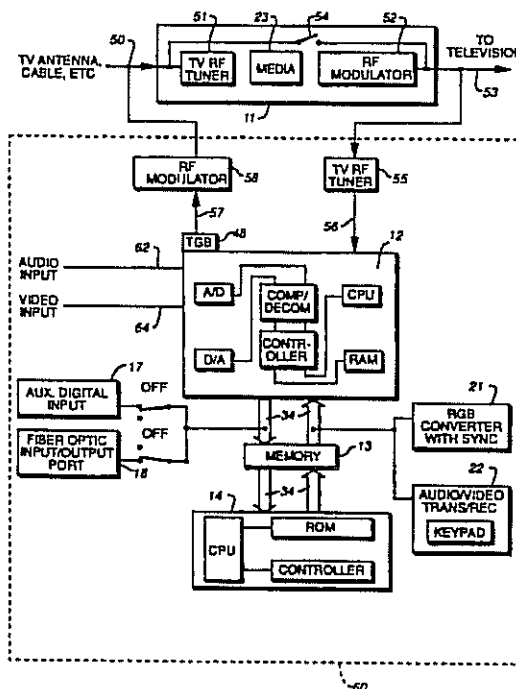 50
51
23
54
52
TV ANTENNA,
CABLE, ETC
TV RF
TUNER
MEDIA
RF
MODULATOR
TO
TELEVISION
53
11
RF
MODULATOR
58
TV RF
TUNER
55
57
56
TGB
48
12
62
AUDIO
INPUT
VIDEO
INPUT
64
A/D
COMP/
DECOM
CPU
D/A
CONTR-
OLLER
RAM
17
OFF
AUX. DIGITAL
INPUT
OFF
FIBER OPTIC
INPUT/OUTPUT
PORT
18
34
MEMORY
13
34
21
RGB
CONVERTER
WITH SYNC
22
AUDIO/VIDEO
TRANS/REC
KEYPAD
14
CPU
ROM
CONTROLLER
60